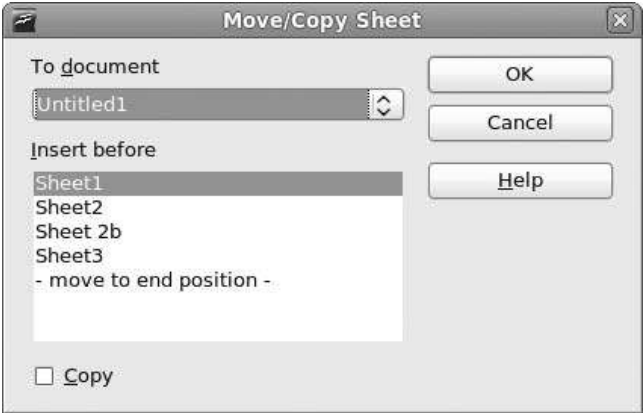 Move/Copy Sheet
To document
Untitled1
Insert before
Sheet1
Sheet2
Sheet 2b
Sheet3
- move to end position -
Copy
OK
Cancel
Help